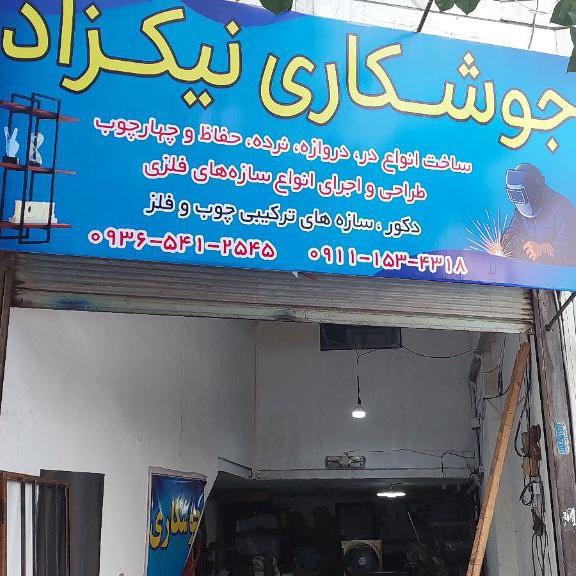 جوشکاری نیکزاد
ساخت انواع در، دروازه، نرده، حفاظ و چهارچوب
طراحی و اجرای انواع سازه‌های فلزی
دکور ، سازه های ترکیبی چوب و فلز
۰۹۱۱-۱۵۳-۴۳۱۸
۰۹۳۶-۵۴۱-۲۵۴۵
جوشکاری